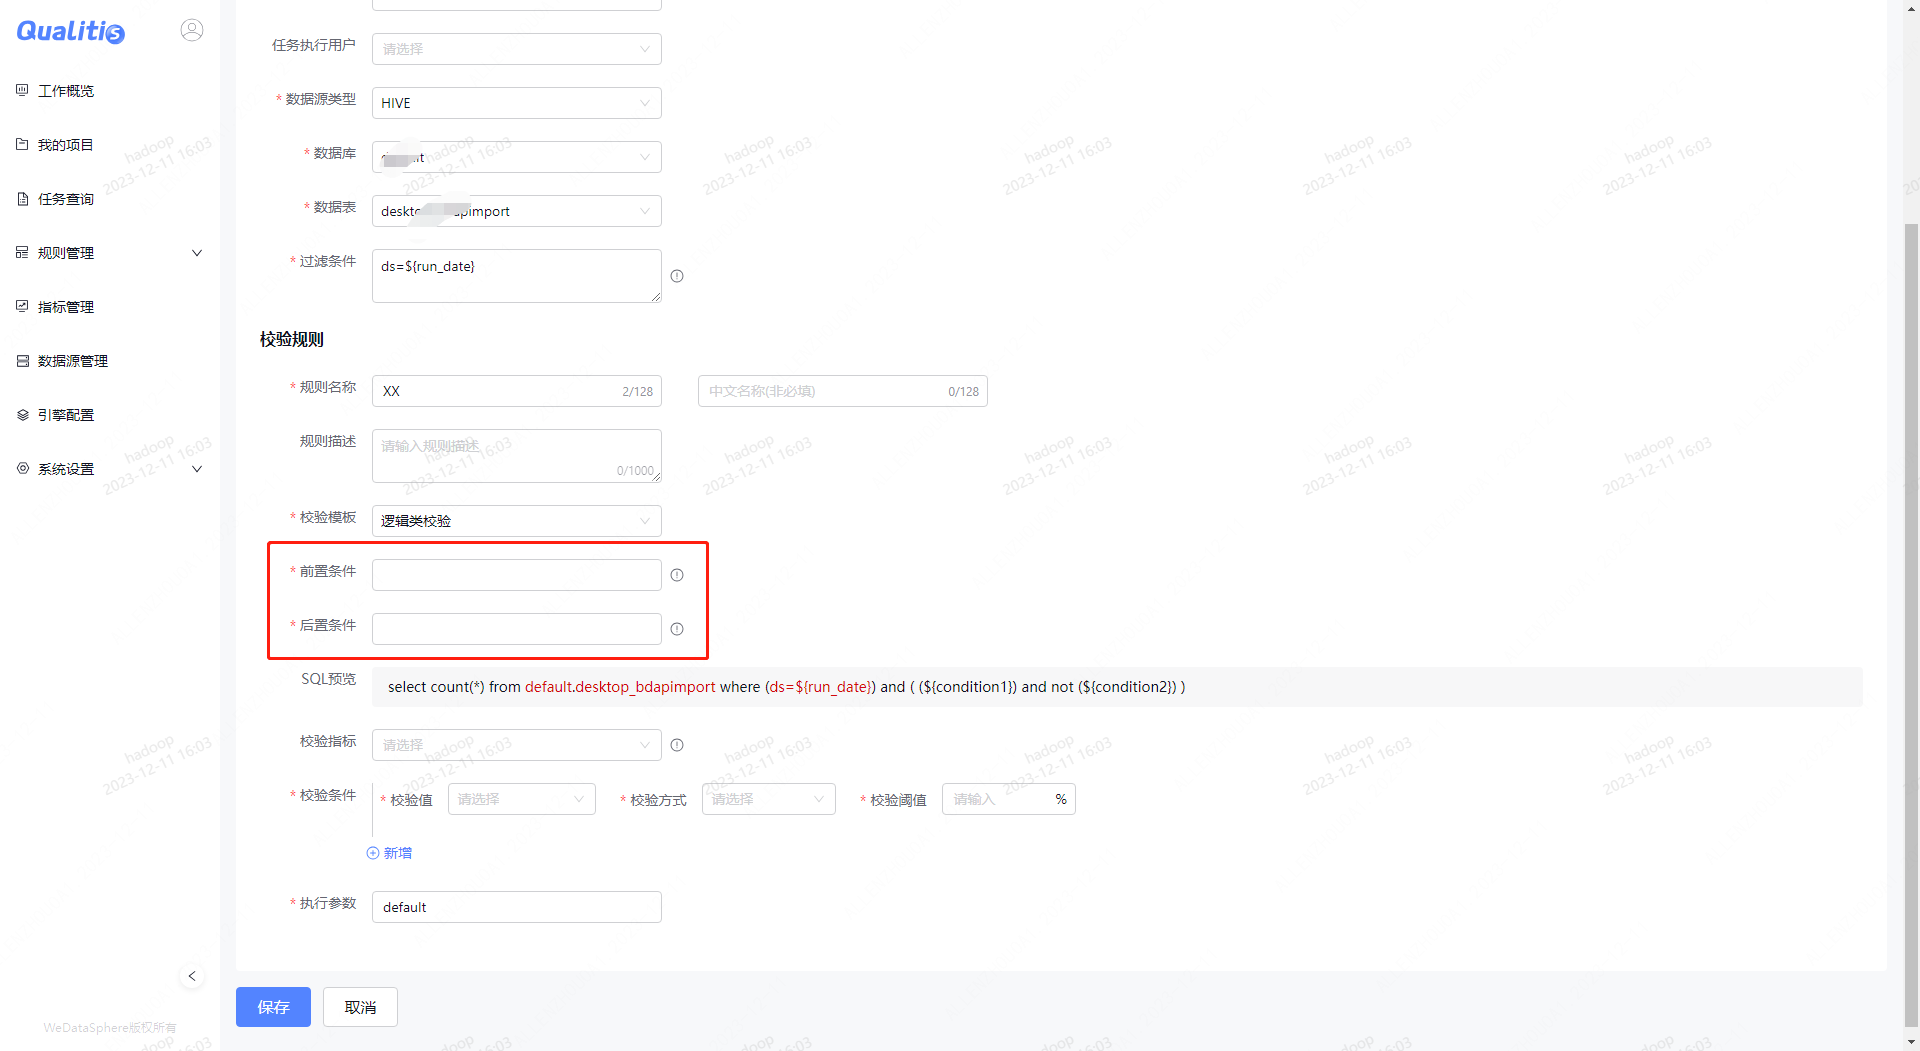 Qualitis
工作概览
我的项目
任务查询
规则管理
指标管理
数据源管理
引擎配置
系统设置
WeDataSphere版权所有
任务执行用户 请选择
* 数据源类型 HIVE
* 数据库
* 数据表
* 过滤条件 ds=${run_date}
校验规则
* 规则名称 XX 2/128 中文名称(非必填) 0/128
规则描述 请输入规则描述 0/1000
* 校验模板 逻辑类校验
* 前置条件
* 后置条件
SQL预览 select count(*) from default.desktop_bdapimport where (ds=${run_date}) and ( (${condition1}) and not (${condition2}) )
校验指标 请选择
* 校验条件 * 校验值 请选择 * 校验方式 请选择 * 校验阈值 请输入 %
新增
* 执行参数 default
保存 取消
hadoop
2023-12-11 16:03